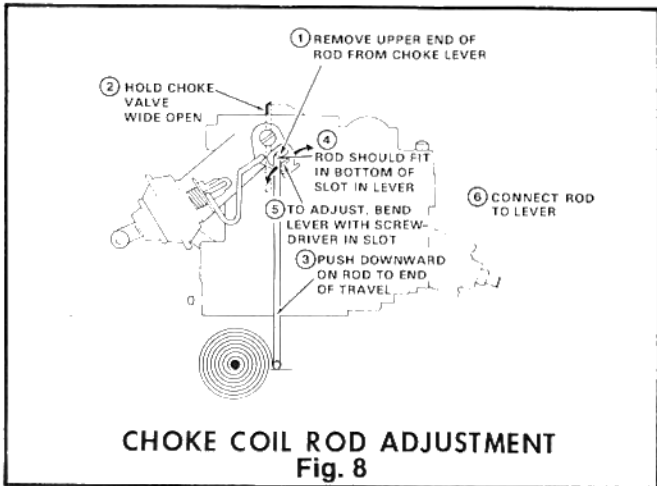 ① REMOVE UPPER END OF
ROD FROM CHOKE LEVER
② HOLD CHOKE
VALVE
WIDE OPEN
④
ROD SHOULD FIT
IN BOTTOM OF
SLOT IN LEVER
⑤ TO ADJUST, BEND
LEVER WITH SCREW-
DRIVER IN SLOT
③ PUSH DOWNWARD
ON ROD TO END
OF TRAVEL
⑥ CONNECT ROD
TO LEVER
CHOKE COIL ROD ADJUSTMENT
Fig. 8